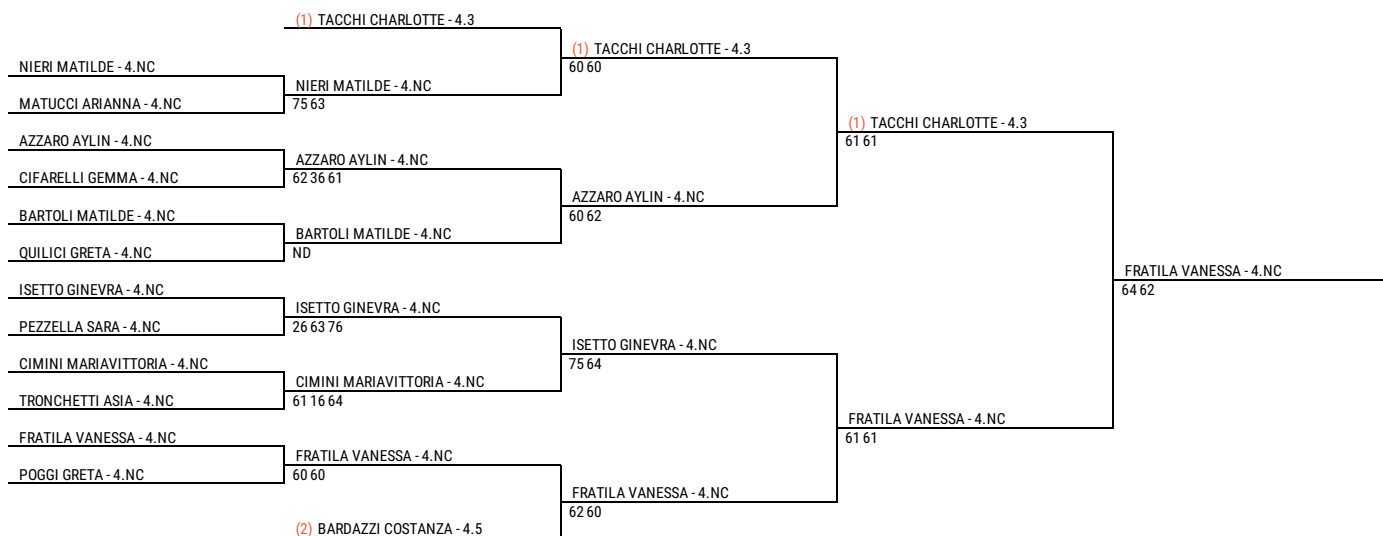 (1) TACCHI CHARLOTTE - 4.3
NIERI MATILDE - 4.NC
MATUCCI ARIANNA - 4.NC
AZZARO AYLIN - 4.NC
CIFARELLI GEMMA - 4.NC
BARTOLI MATILDE - 4.NC
QUILICI GRETA - 4.NC
ISETTO GINEVRA - 4.NC
PEZZELLA SARA - 4.NC
CIMINI MARIAVITTORIA - 4.NC
TRONCHETTI ASIA - 4.NC
FRATILA VANESSA - 4.NC
POGGI GRETA - 4.NC
NIERI MATILDE - 4.NC
75 63
AZZARO AYLIN - 4.NC
62 36 61
BARTOLI MATILDE - 4.NC
ND
ISETTO GINEVRA - 4.NC
26 63 76
CIMINI MARIAVITTORIA - 4.NC
61 16 64
FRATILA VANESSA - 4.NC
60 60
(2) BARDAZZI COSTANZA - 4.5
(1) TACCHI CHARLOTTE - 4.3
60 60
AZZARO AYLIN - 4.NC
60 62
ISETTO GINEVRA - 4.NC
75 64
FRATILA VANESSA - 4.NC
62 60
(1) TACCHI CHARLOTTE - 4.3
61 61
FRATILA VANESSA - 4.NC
61 61
FRATILA VANESSA - 4.NC
64 62